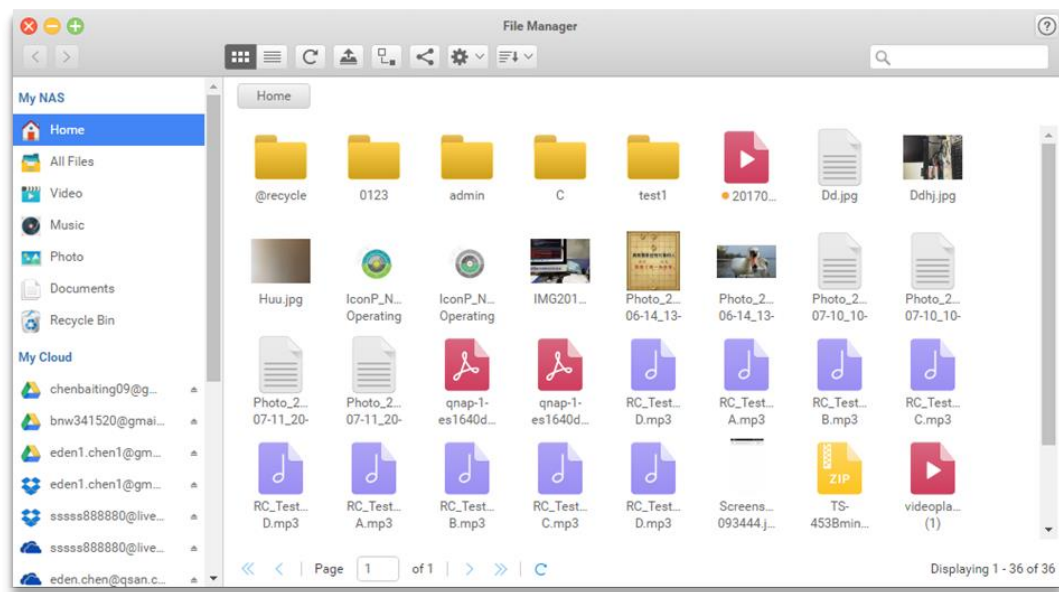 File Manager
?
My NAS
Home
All Files
Video
Music
Photo
Documents
Recycle Bin
My Cloud
chenbaiting09@g...
bnw341520@gmai...
eden1.chen1@gm...
eden1.chen1@gm...
sssss888880@live...
sssss888880@live...
eden.chen@qsan.c...
Home
@recycle
0123
admin
C
test1
20170...
Dd.jpg
Ddhj.jpg
Huu.jpg
IconP_N...
Operating
IconP_N...
Operating
IMG201...
Photo_2...
06-14_13-
Photo_2...
06-14_13-
Photo_2...
07-10_10-
Photo_2...
07-10_10-
Photo_2...
07-11_20-
Photo_2...
07-11_20-
qnap-1-
es1640d...
qnap-1-
es1640d...
RC_Test...
D.mp3
RC_Test...
A.mp3
RC_Test...
B.mp3
RC_Test...
C.mp3
RC_Test...
D.mp3
RC_Test...
A.mp3
RC_Test...
B.mp3
RC_Test...
C.mp3
RC_Test...
D.mp3
Screens...
093444.j...
ZIP
TS-
453Bmin...
videopla...
(1)
Page 1 of 1
Displaying 1 - 36 of 36